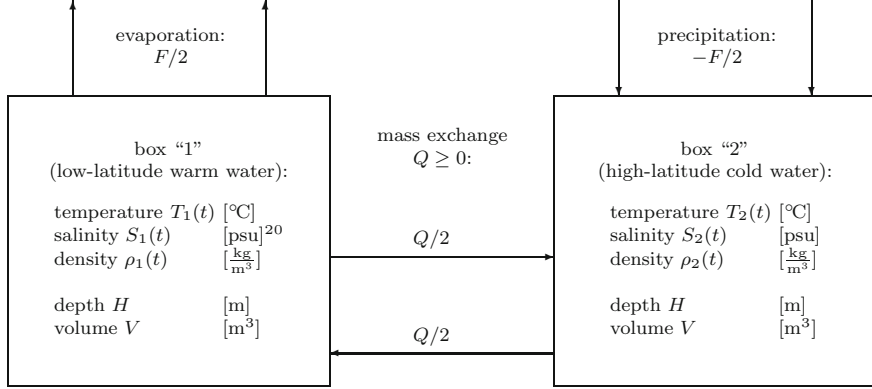 evaporation:
F/2
precipitation:
−F/2
mass exchange
Q ≥ 0:
box “1”
(low-latitude warm water):
temperature T₁(t) [°C]
salinity S₁(t) [psu]²⁰
density ρ₁(t) [kg/m³]
depth H [m]
volume V [m³]
Q/2
Q/2
box “2”
(high-latitude cold water):
temperature T₂(t) [°C]
salinity S₂(t) [psu]
density ρ₂(t) [kg/m³]
depth H [m]
volume V [m³]